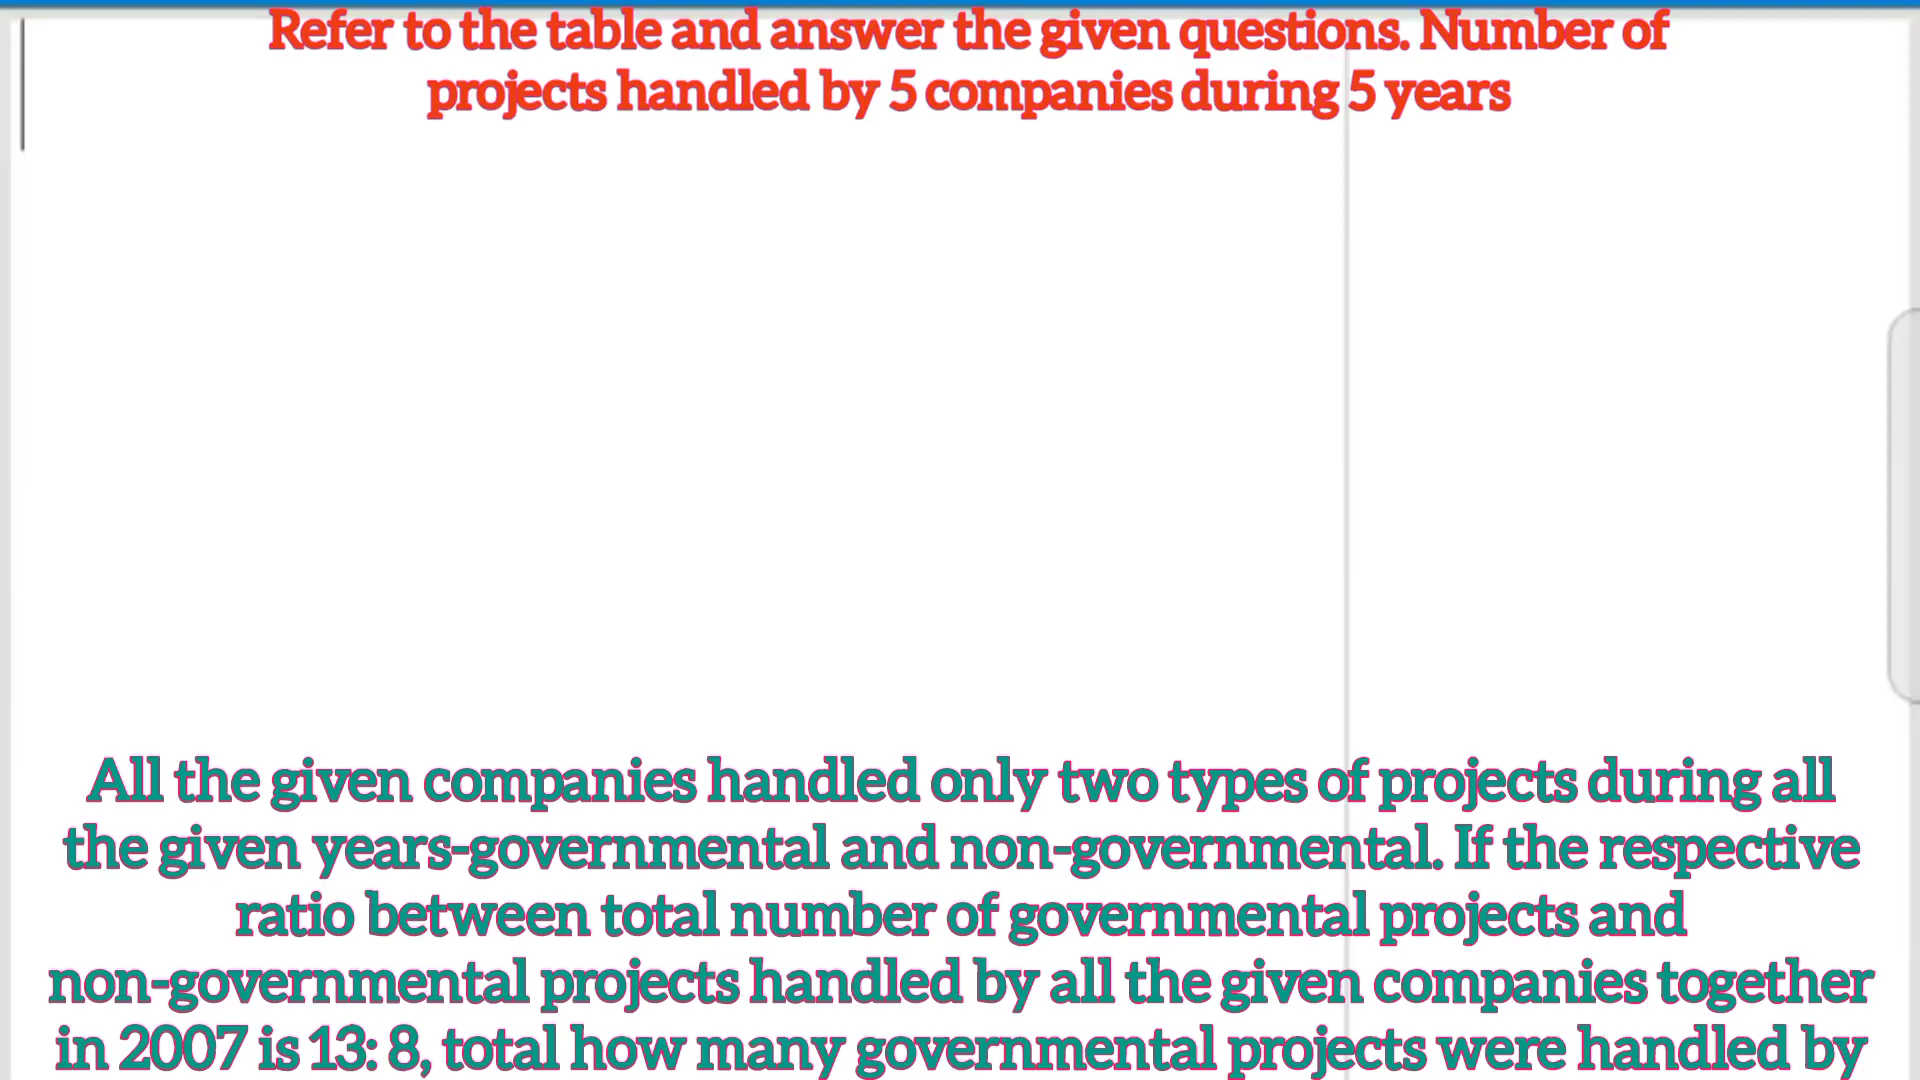 Refer to the table and answer the given questions. Number of
projects handled by 5 companies during 5 years
All the given companies handled only two types of projects during all
the given years-governmental and non-governmental. If the respective
ratio between total number of governmental projects and
non-governmental projects handled by all the given companies together
in 2007 is 13: 8, total how many governmental projects were handled by